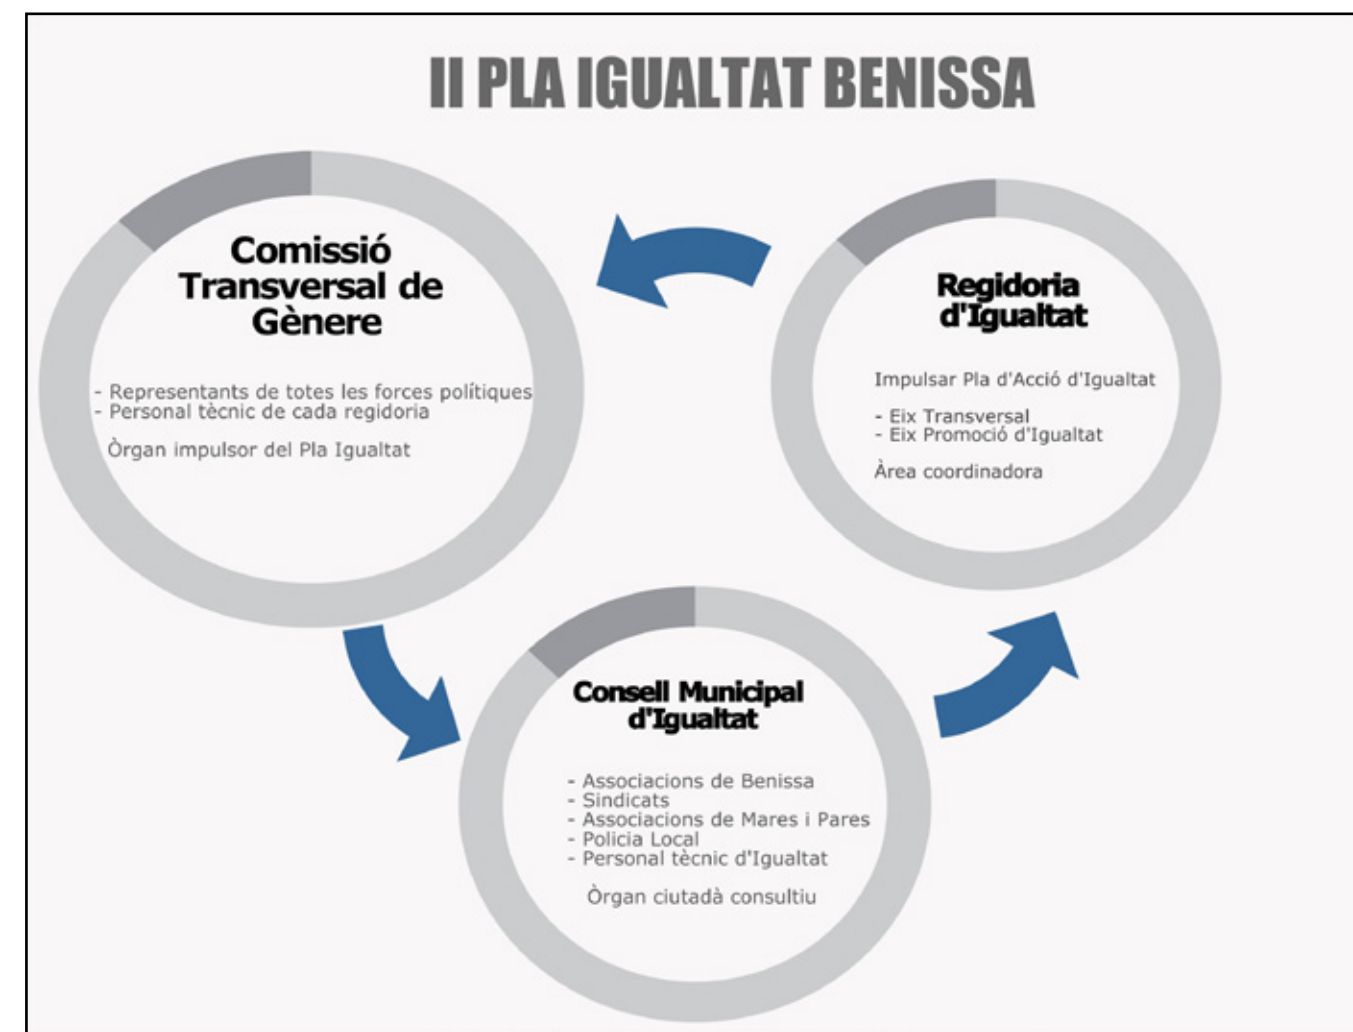 II PLA IGUALTAT BENISSA
Comissió
Transversal de
Gènere
- Representants de totes les forces polítiques
- Personal tècnic de cada regidoria
Òrgan impulsor del Pla Igualtat
Regidoria
d'Igualtat
Impulsar Pla d'Acció d'Igualtat
- Eix Transversal
- Eix Promoció d'Igualtat
Àrea coordinadora
Consell Municipal
d'Igualtat
- Associacions de Benissa
- Sindicats
- Associacions de Mares i Pares
- Policia Local
- Personal tècnic d'Igualtat
Òrgan ciutadà consultiu